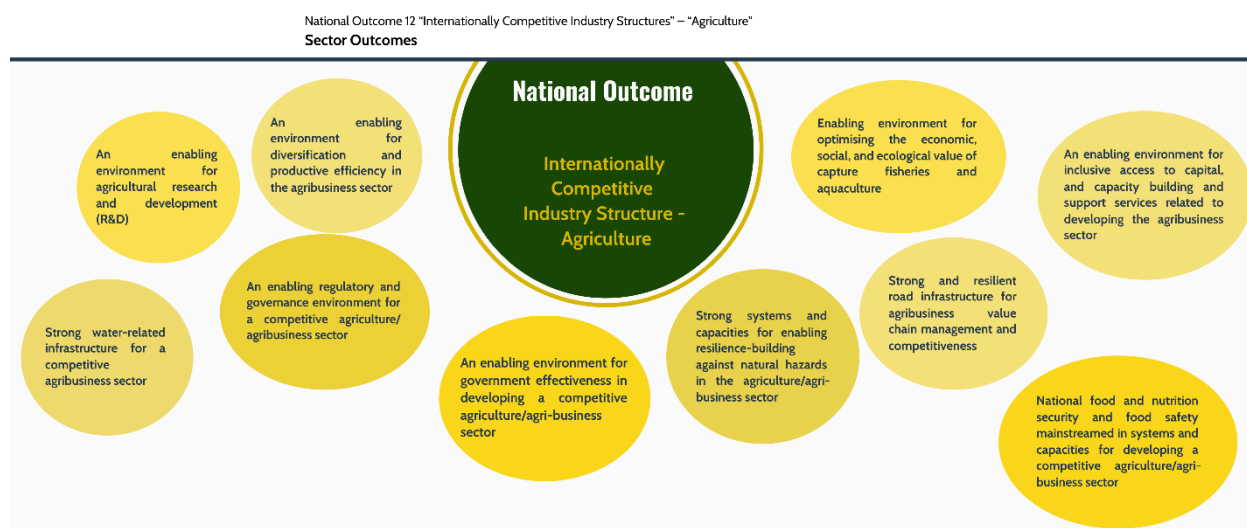 National Outcome 12 “Internationally Competitive Industry Structures” – “Agriculture”
Sector Outcomes
National Outcome
Internationally
Competitive
Industry Structure -
Agriculture
An enabling
environment for
agricultural research
and development
(R&D)
An enabling
environment for
diversification and
productive efficiency in
the agribusiness sector
Enabling environment for
optimising the economic,
social, and ecological value of
capture fisheries and
aquaculture
An enabling environment for
inclusive access to capital,
and capacity building and
support services related to
developing the agribusiness
sector
Strong water-related
infrastructure for a
competitive
agribusiness sector
An enabling regulatory and
governance environment for
a competitive agriculture/
agribusiness sector
An enabling environment for
government effectiveness in
developing a competitive
agriculture/agri-business
sector
Strong systems and
capacities for enabling
resilience-building
against natural hazards
in the agriculture/agri-
business sector
Strong and resilient
road infrastructure for
agribusiness value
chain management and
competitiveness
National food and nutrition
security and food safety
mainstreamed in systems and
capacities for developing a
competitive agriculture/agri-
business sector